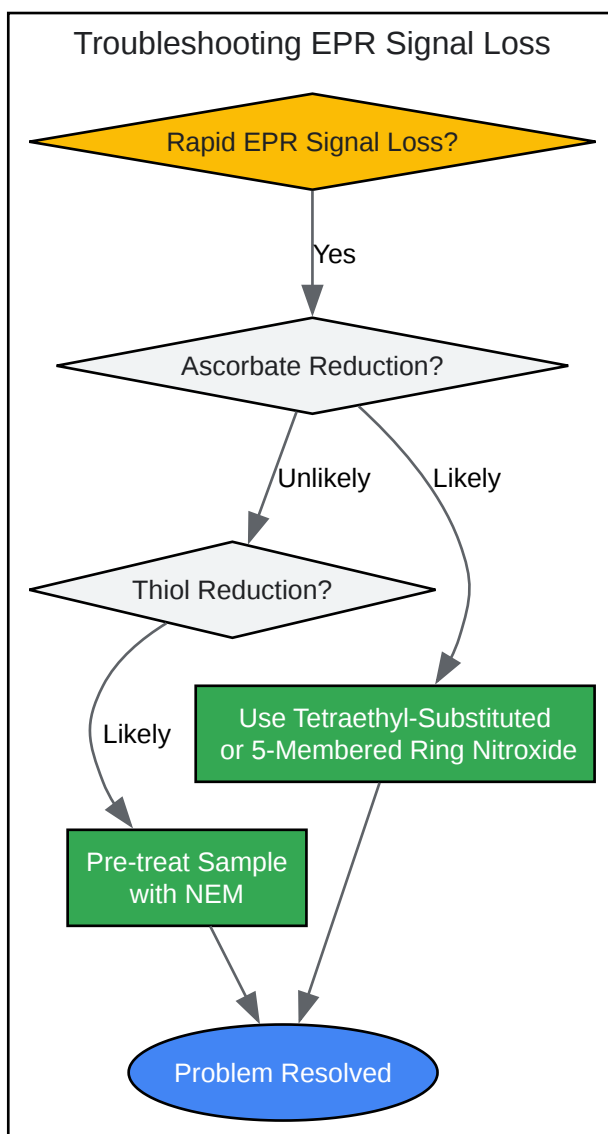 Troubleshooting EPR Signal Loss
Rapid EPR Signal Loss?
Yes
Ascorbate Reduction?
Unlikely
Likely
Thiol Reduction?
Likely
Use Tetraethyl-Substituted
or 5-Membered Ring Nitroxide
Pre-treat Sample
with NEM
Problem Resolved